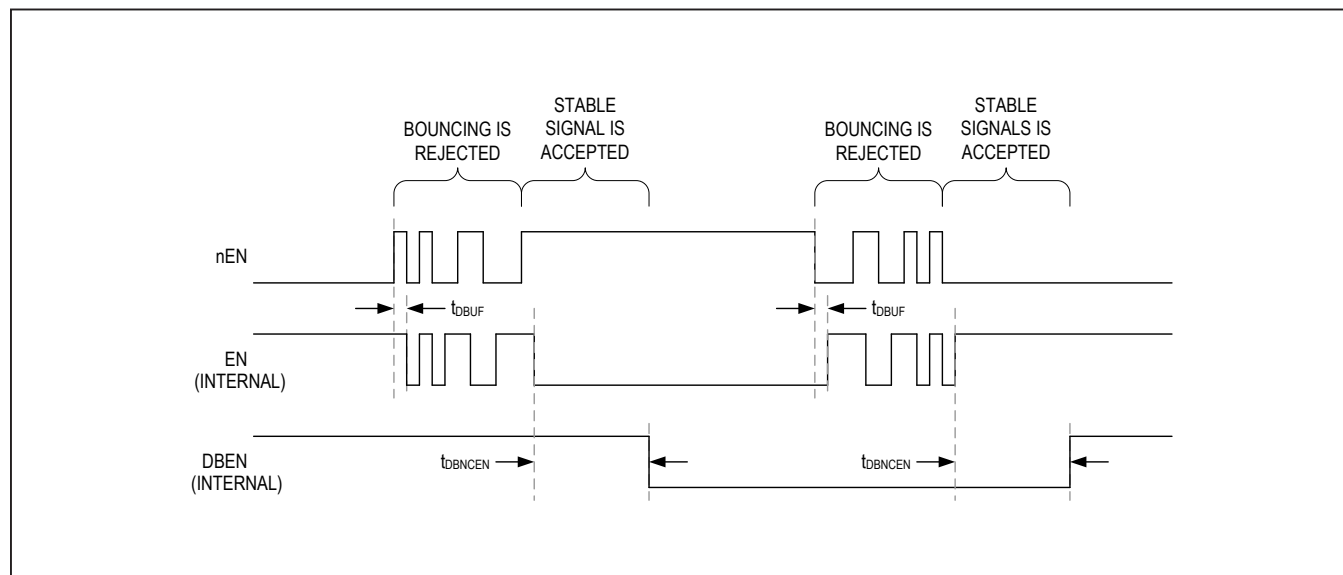 BOUNCING IS
REJECTED
STABLE
SIGNAL IS
ACCEPTED
BOUNCING IS
REJECTED
STABLE
SIGNALS IS
ACCEPTED
nEN
tDBUF
tDBUF
EN
(INTERNAL)
DBEN
(INTERNAL)
tDBNCEN
tDBNCEN